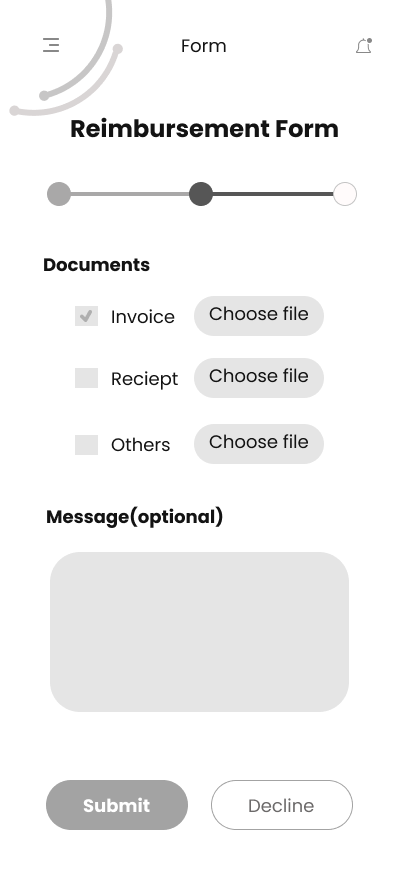 Form
Reimbursement Form
Documents
Invoice Choose file
Reciept Choose file
Others Choose file
Message(optional)
Submit Decline